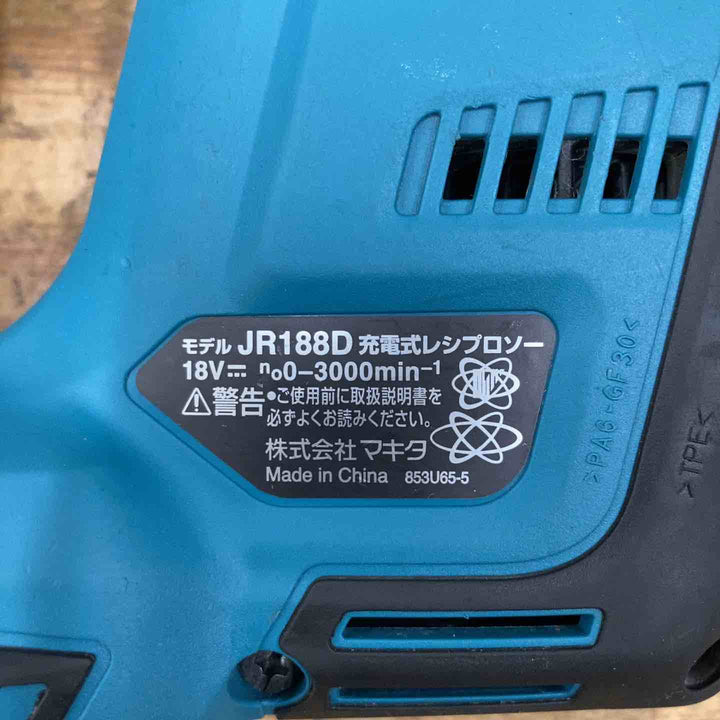 モデル JR188D 充電式レシプロソー
18V⎓ n₀0-3000min⁻¹
⚠警告 •ご使用前に取扱説明書を
必ずよくお読みください。
株式会社 マキタ
Made in China 853U65-5
>PA6-GF30<
>TPE<